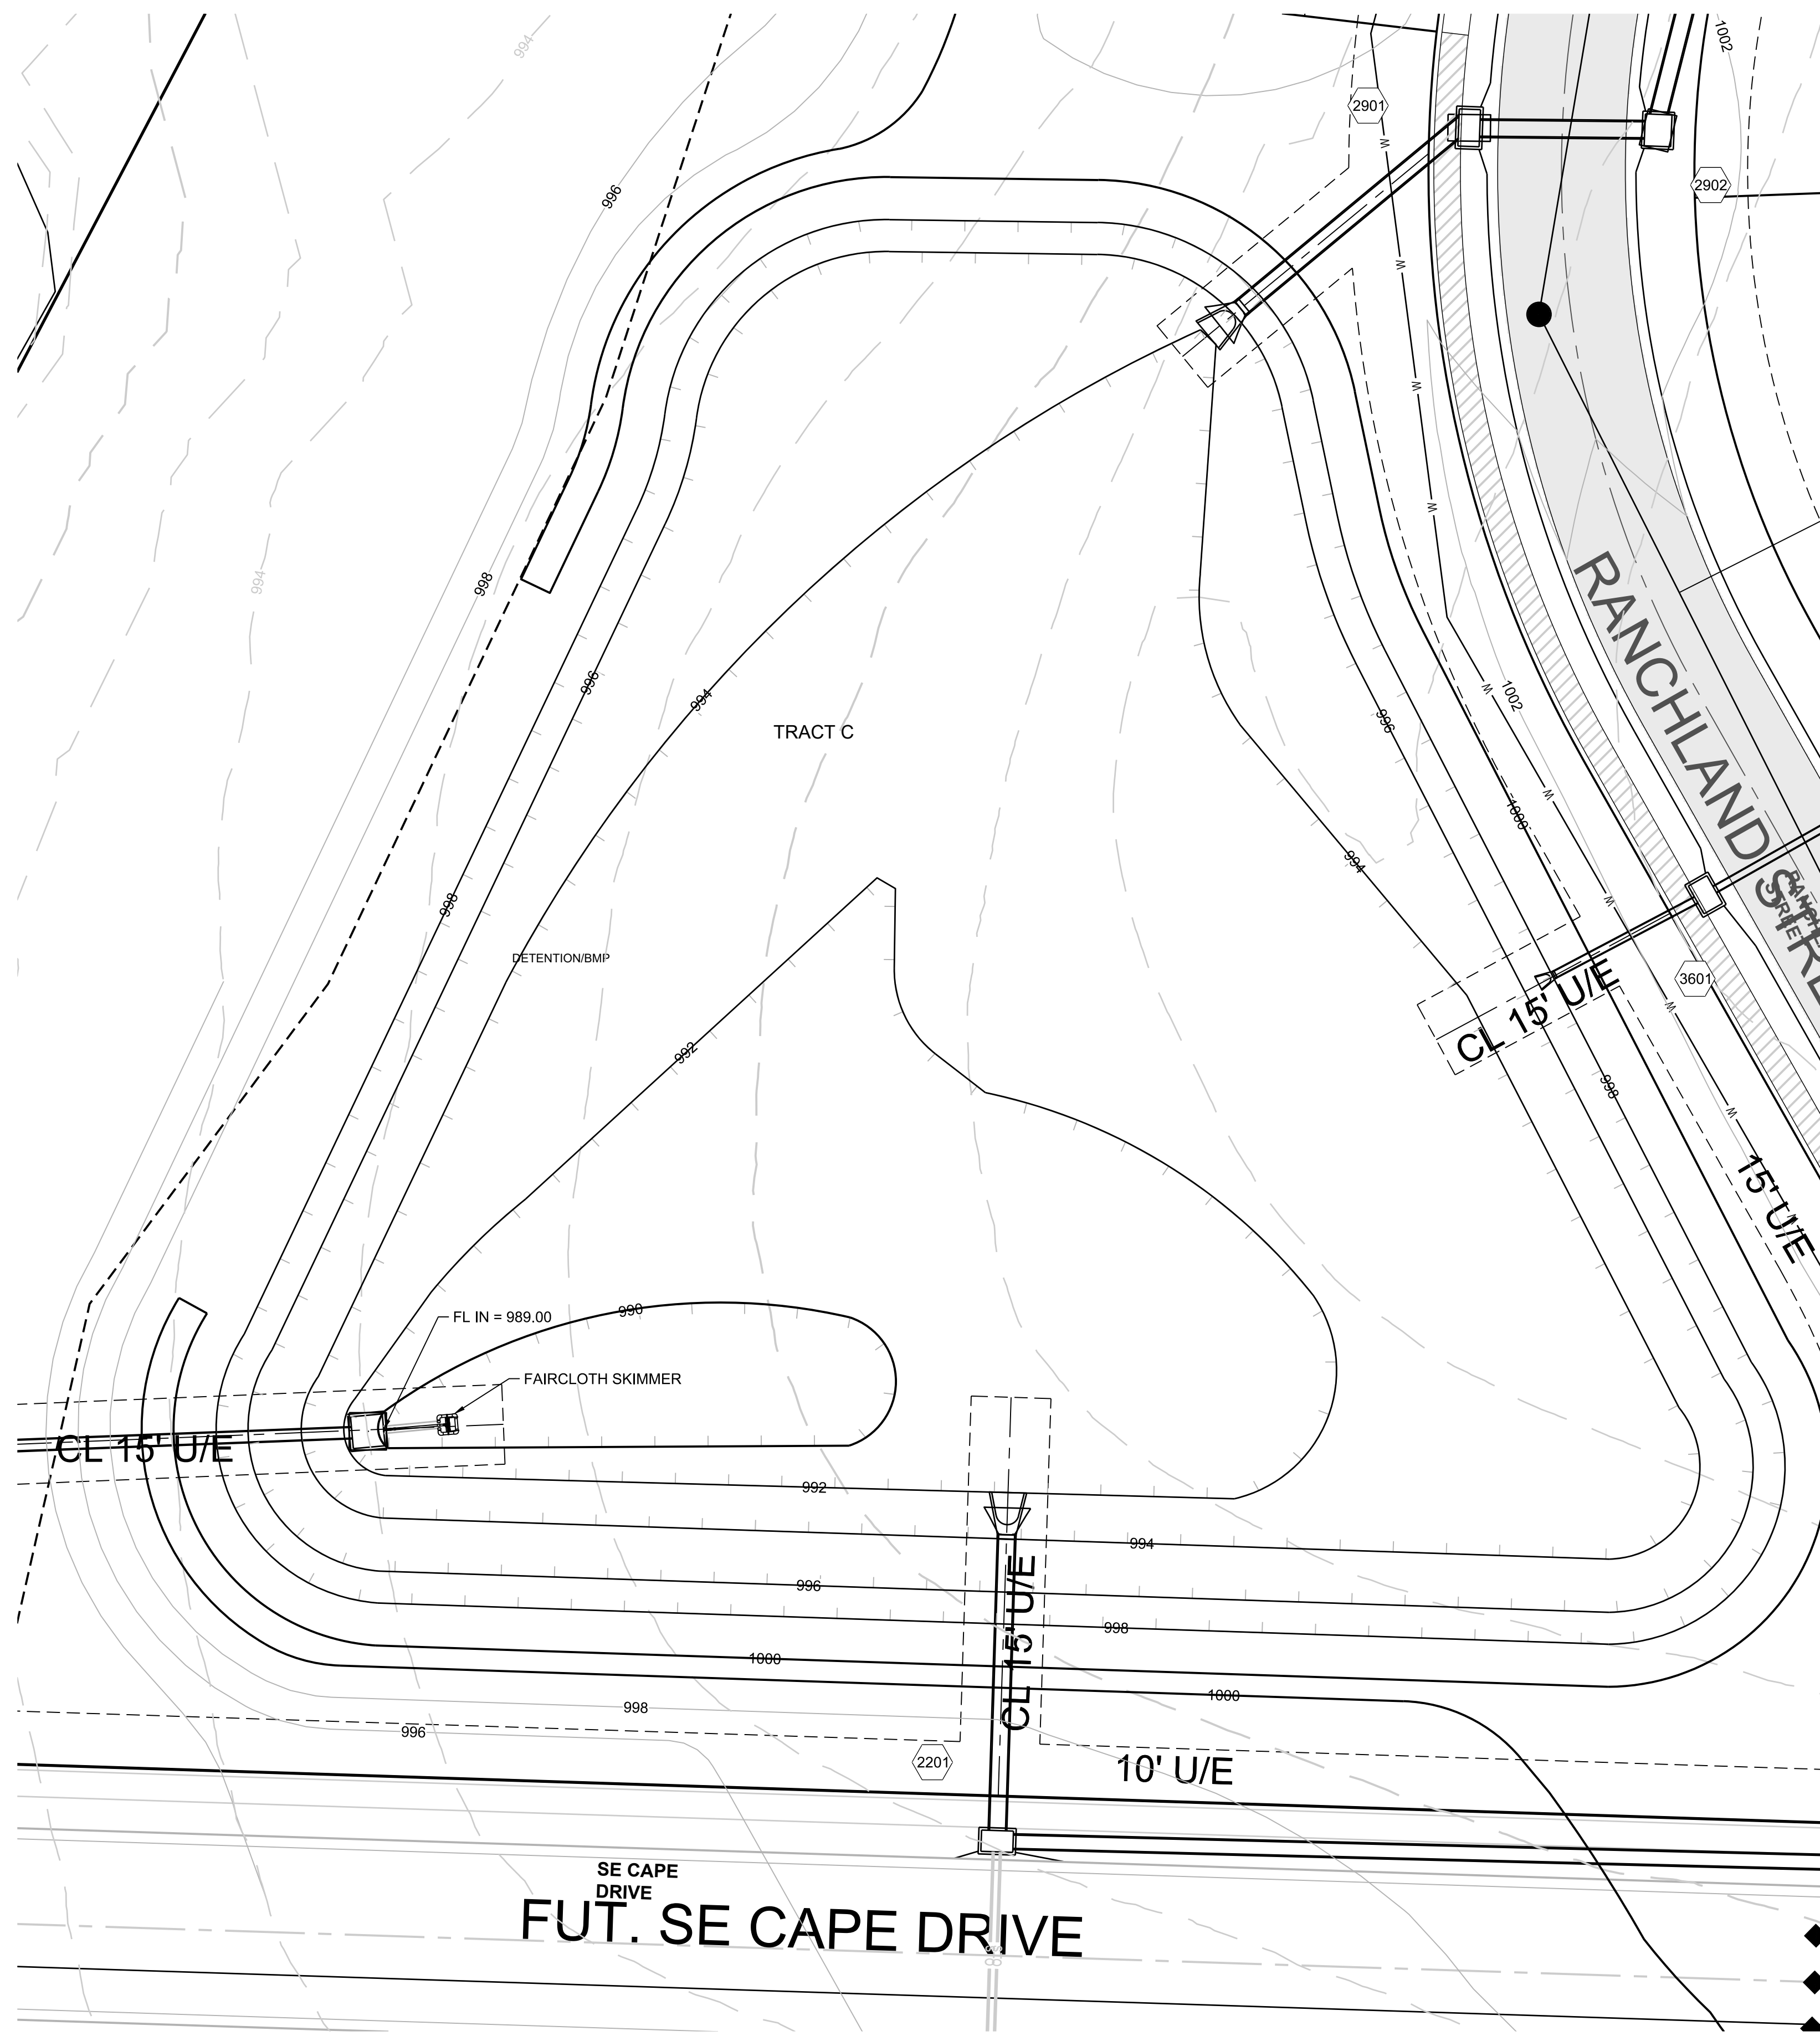 994
1002
2901
2902
996
W
W
W
W
998
994
996
994
996
W
1002
RANCHLAND STRE
TRACT C
1000
W
994
998
DETENTION/BMP
W
3601
CL 15' U/E
W
992
998
W
15' U/E
990
FL IN = 989.00
FAIRCLOTH SKIMMER
CL 15' U/E
992
994
996
CL 15' U/E
998
1000
1000
998
996
2201
10' U/E
SE CAPE
DRIVE
FUT. SE CAPE DRIVE